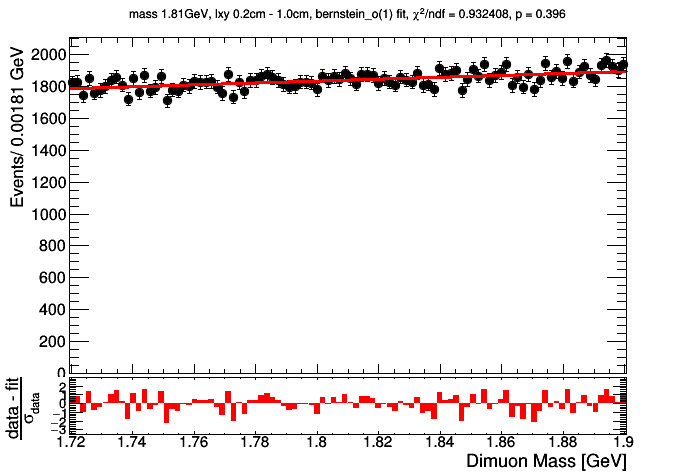 mass 1.81GeV, lxy 0.2cm - 1.0cm, bernstein_o(1) fit, χ²/ndf = 0.932408, p = 0.396
Events/ 0.00181 GeV
2000
1800
1600
1400
1200
1000
800
600
400
200
0
data - fit
σdata
2
1
0
−1
−2
−3
1.72 1.74 1.76 1.78 1.8 1.82 1.84 1.86 1.88 1.9
Dimuon Mass [GeV]